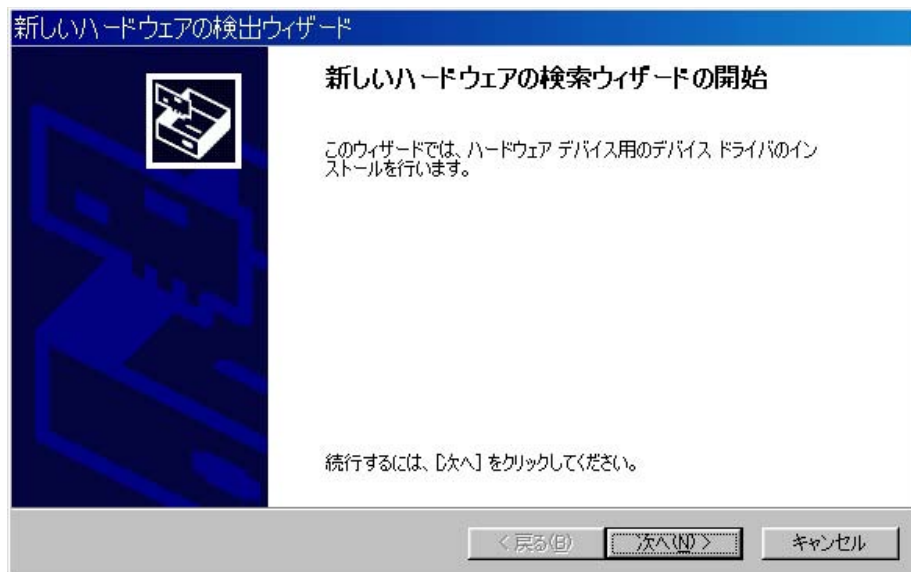 新しいハードウェアの検出ウィザード
新しいハードウェアの検索ウィザードの開始
このウィザードでは、ハードウェア デバイス用のデバイス ドライバのイン
ストールを行います。
続行するには、[次へ] をクリックしてください。
< 戻る(B)
次へ(N) >
キャンセル